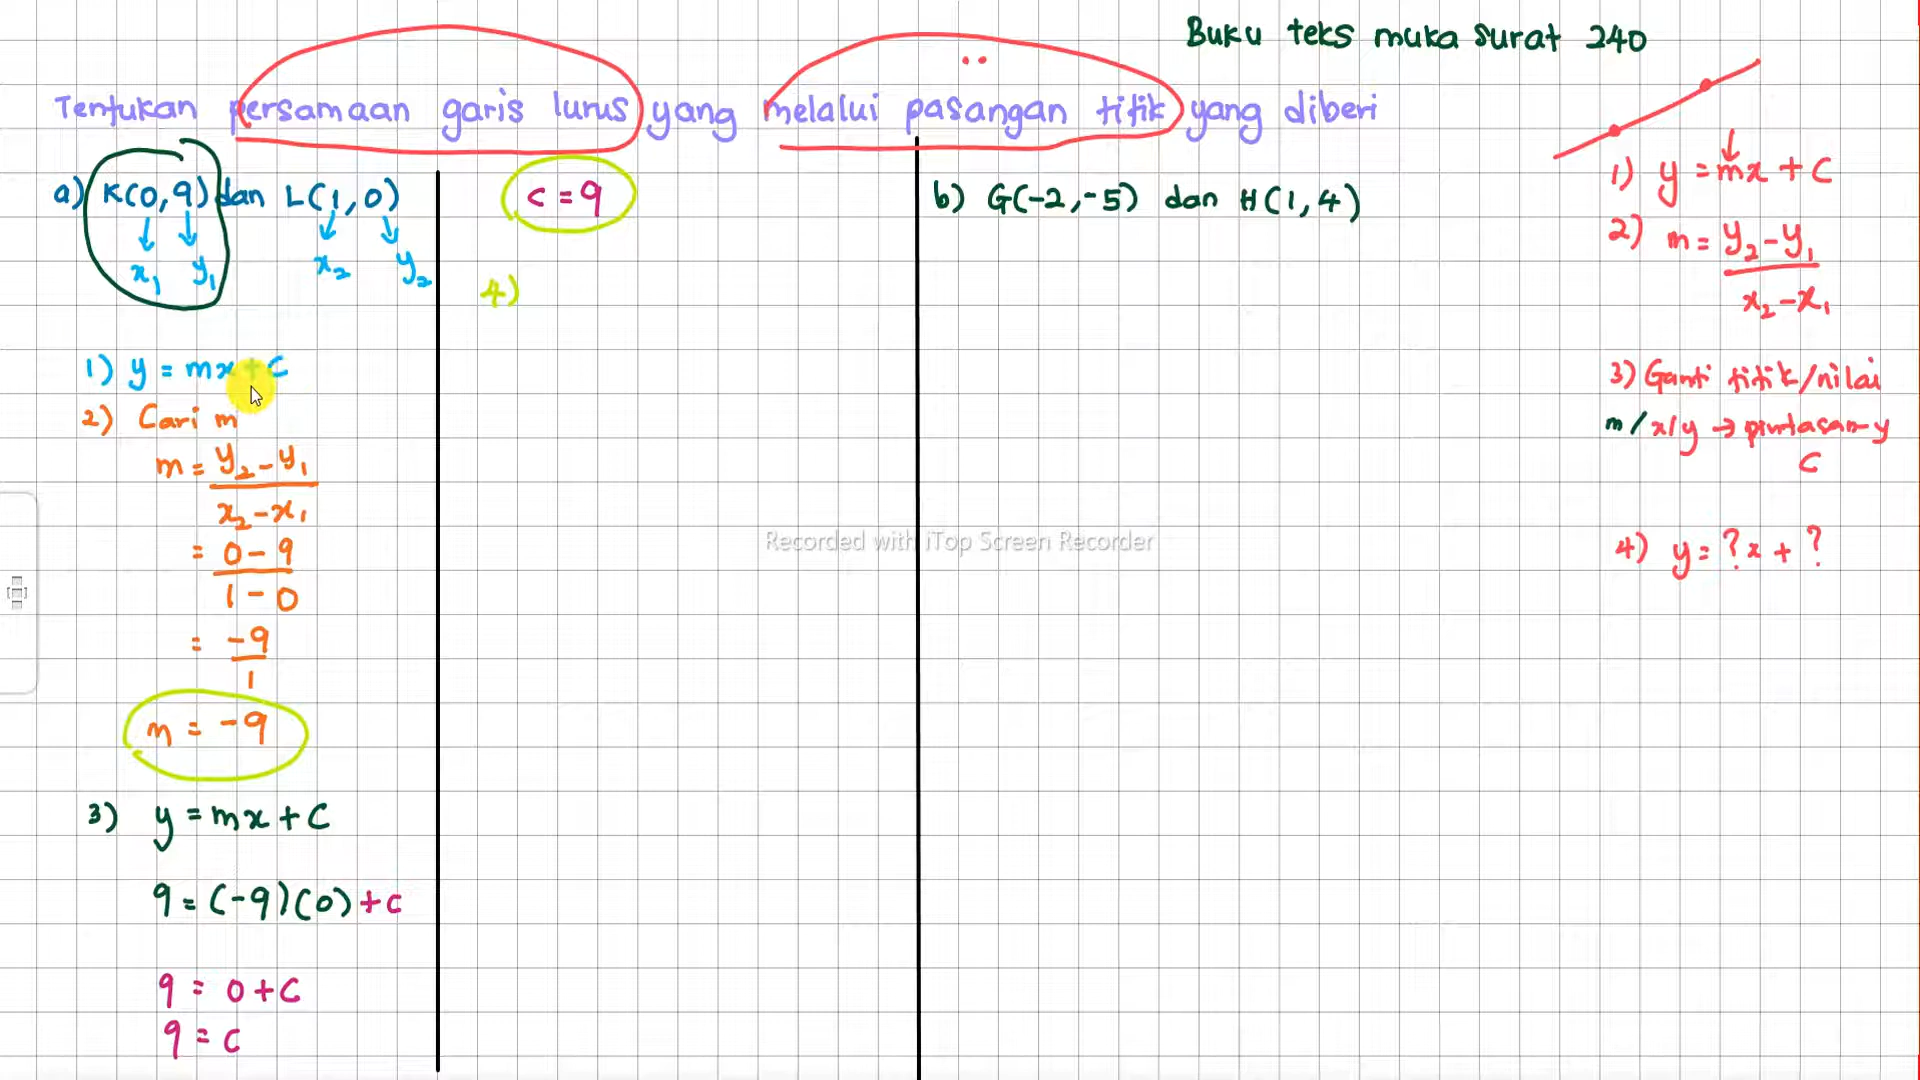 Buku teks muka surat 240
Tentukan persamaan garis lurus yang melalui pasangan titik yang diberi
a) K(0,9) dan L(1,0)
x₁ y₁ x₂ y₂
1) y = mx + c
2) Cari m
m = y₂ - y₁
x₂ - x₁
= 0 - 9
1 - 0
= -9
1
m = -9
3) y = mx + c
9 = (-9)(0) + c
9 = 0 + c
9 = c
c = 9
4)
b) G(-2,-5) dan H(1,4)
1) y = mx + c
2) m = y₂ - y₁
x₂ - x₁
3) Ganti titik/nilai
m/x/y → pintasan-y
c
4) y = ?x + ?
Recorded with iTop Screen Recorder